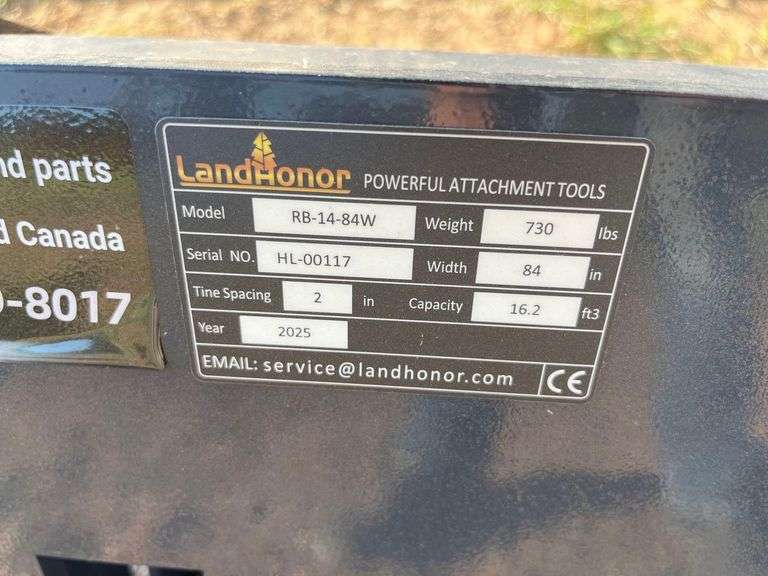 nd parts
d Canada
-8017
LandHonor POWERFUL ATTACHMENT TOOLS
Model RB-14-84W Weight 730 lbs
Serial NO. HL-00117 Width 84 in
Tine Spacing 2 in Capacity 16.2 ft3
Year 2025
EMAIL: service@landhonor.com CE